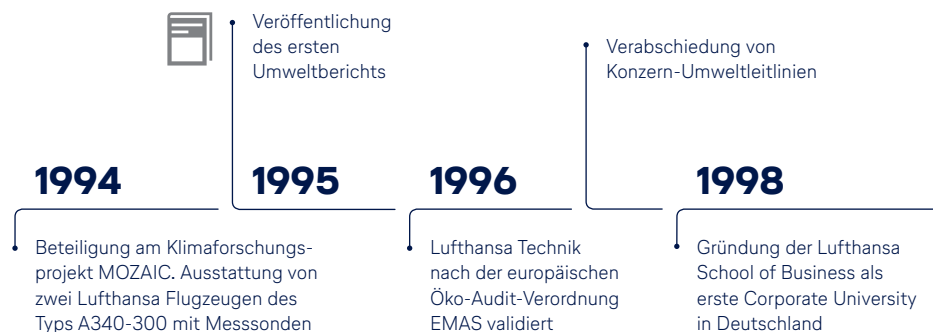 Veröffentlichung
des ersten
Umweltberichts
Verabschiedung von
Konzern-Umweltleitlinien
1994
1995
1996
1998
Beteiligung am Klimaforschungs-
projekt MOZAIC. Ausstattung von
zwei Lufthansa Flugzeugen des
Typs A340-300 mit Messsonden
Lufthansa Technik
nach der europäischen
Öko-Audit-Verordnung
EMAS validiert
Gründung der Lufthansa
School of Business als
erste Corporate University
in Deutschland